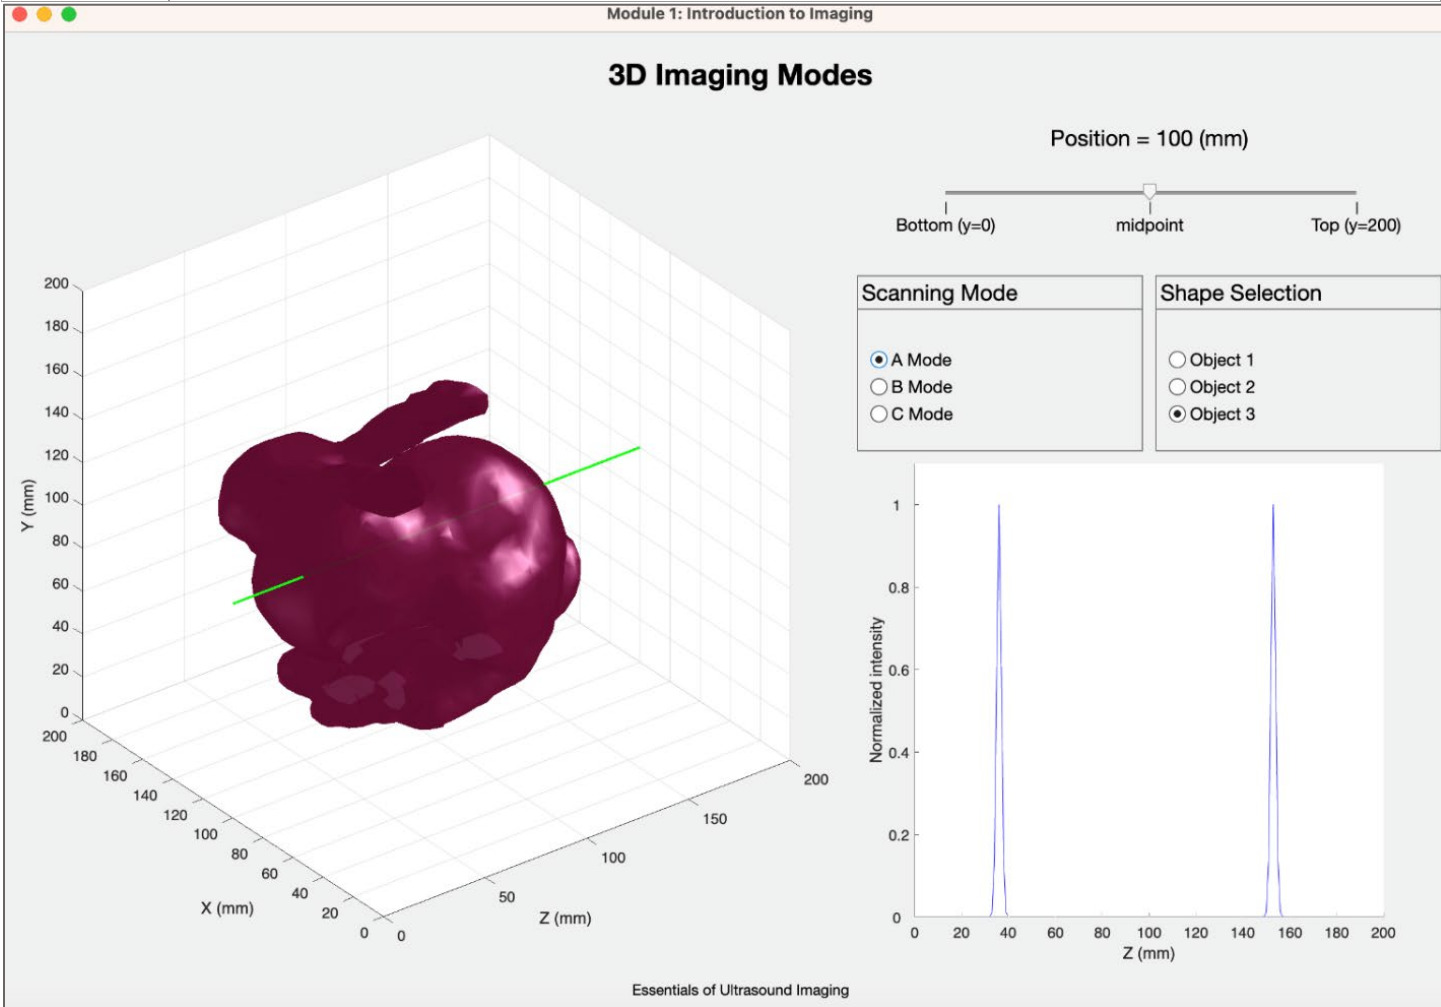 Module 1: Introduction to Imaging
3D Imaging Modes
Position = 100 (mm)
Bottom (y=0) midpoint Top (y=200)
Scanning Mode
A Mode
B Mode
C Mode
Shape Selection
Object 1
Object 2
Object 3
200
180
160
140
120
100
80
60
40
20
0
Y (mm)
200
180
160
140
120
100
80
60
40
20
0
X (mm)
0
50
100
150
200
Z (mm)
1
0.8
0.6
0.4
0.2
0
Normalized intensity
0 20 40 60 80 100 120 140 160 180 200
Z (mm)
Essentials of Ultrasound Imaging